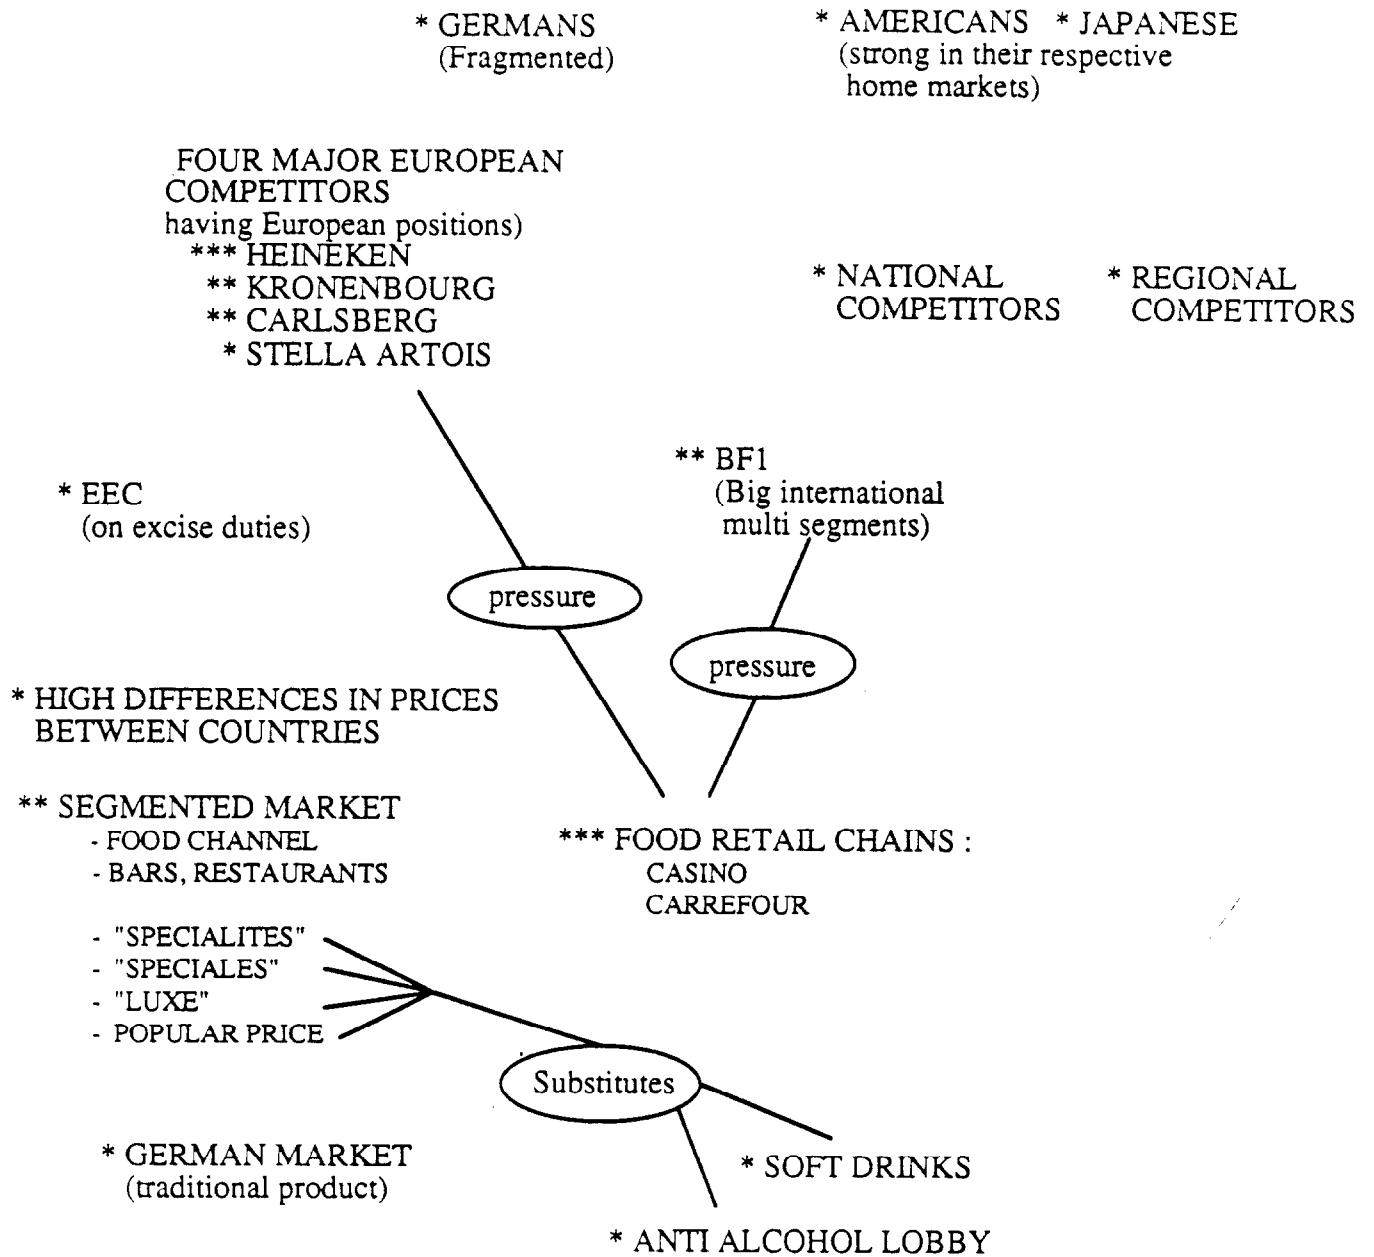 * GERMANS
(Fragmented)
* AMERICANS * JAPANESE
(strong in their respective
home markets)
FOUR MAJOR EUROPEAN
COMPETITORS
having European positions)
*** HEINEKEN
** KRONENBOURG
** CARLSBERG
* STELLA ARTOIS
* NATIONAL
COMPETITORS
* REGIONAL
COMPETITORS
** BF1
(Big international
multi segments)
* EEC
(on excise duties)
pressure
pressure
* HIGH DIFFERENCES IN PRICES
BETWEEN COUNTRIES
** SEGMENTED MARKET
- FOOD CHANNEL
- BARS, RESTAURANTS
- "SPECIALITES"
- "SPECIALES"
- "LUXE"
- POPULAR PRICE
*** FOOD RETAIL CHAINS :
CASINO
CARREFOUR
Substitutes
* GERMAN MARKET
(traditional product)
* SOFT DRINKS
* ANTI ALCOHOL LOBBY